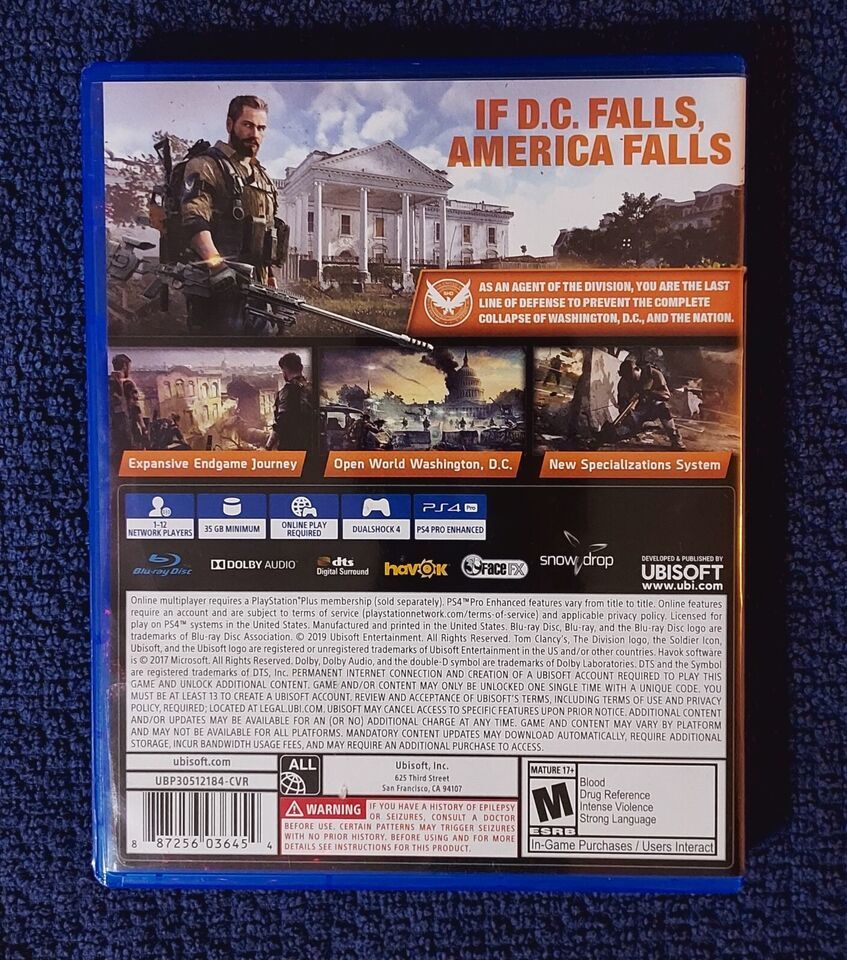 IF D.C. FALLS,
AMERICA FALLS
SHD
AS AN AGENT OF THE DIVISION, YOU ARE THE LAST
LINE OF DEFENSE TO PREVENT THE COMPLETE
COLLAPSE OF WASHINGTON, D.C., AND THE NATION.
Expansive Endgame Journey
Open World Washington, D.C.
New Specializations System
1-12
NETWORK PLAYERS
35 GB MINIMUM
ONLINE PLAY
REQUIRED
DUALSHOCK 4
PS4 Pro
PS4 PRO ENHANCED
Blu-ray Disc
DOLBY AUDIO
dts
Digital Surround
havok
FaceFX
snowdrop
DEVELOPED & PUBLISHED BY
UBISOFT
www.ubi.com
Online multiplayer requires a PlayStation®Plus membership (sold separately). PS4™Pro Enhanced features vary from title to title. Online features
require an account and are subject to terms of service (playstationnetwork.com/terms-of-service) and applicable privacy policy. Licensed for
play on PS4™ systems in the United States. Manufactured and printed in the United States. Blu-ray Disc, Blu-ray, and the Blu-ray Disc logo are
trademarks of Blu-ray Disc Association. © 2019 Ubisoft Entertainment. All Rights Reserved. Tom Clancy's, The Division logo, the Soldier Icon,
Ubisoft, and the Ubisoft logo are registered or unregistered trademarks of Ubisoft Entertainment in the US and/or other countries. Havok software
is © 2017 Microsoft. All Rights Reserved. Dolby, Dolby Audio, and the double-D symbol are trademarks of Dolby Laboratories. DTS and the Symbol
are registered trademarks of DTS, Inc. PERMANENT INTERNET CONNECTION AND CREATION OF A UBISOFT ACCOUNT REQUIRED TO PLAY THIS
GAME AND UNLOCK ADDITIONAL CONTENT. GAME AND/OR CONTENT MAY ONLY BE UNLOCKED ONE SINGLE TIME WITH A UNIQUE CODE. YOU
MUST BE AT LEAST 13 TO CREATE A UBISOFT ACCOUNT. REVIEW AND ACCEPTANCE OF UBISOFT'S TERMS, INCLUDING TERMS OF USE AND PRIVACY
POLICY, REQUIRED; LOCATED AT LEGAL.UBI.COM. UBISOFT MAY CANCEL ACCESS TO SPECIFIC FEATURES UPON PRIOR NOTICE. ADDITIONAL CONTENT
AND/OR UPDATES MAY BE AVAILABLE FOR AN (OR NO) ADDITIONAL CHARGE AT ANY TIME. GAME AND CONTENT MAY VARY BY PLATFORM
AND MAY NOT BE AVAILABLE FOR ALL PLATFORMS. MANDATORY CONTENT UPDATES MAY DOWNLOAD AUTOMATICALLY, REQUIRE ADDITIONAL
STORAGE, INCUR BANDWIDTH USAGE FEES, AND MAY REQUIRE AN ADDITIONAL PURCHASE TO ACCESS.
ubisoft.com
UBP30512184-CVR
8 87256 03645 4
ALL
Ubisoft, Inc.
625 Third Street
San Francisco, CA 94107
WARNING IF YOU HAVE A HISTORY OF EPILEPSY
OR SEIZURES, CONSULT A DOCTOR
BEFORE USE. CERTAIN PATTERNS MAY TRIGGER SEIZURES
WITH NO PRIOR HISTORY. BEFORE USING AND FOR MORE
DETAILS SEE INSTRUCTIONS FOR THIS PRODUCT.
MATURE 17+
M
ESRB
Blood
Drug Reference
Intense Violence
Strong Language
In-Game Purchases / Users Interact